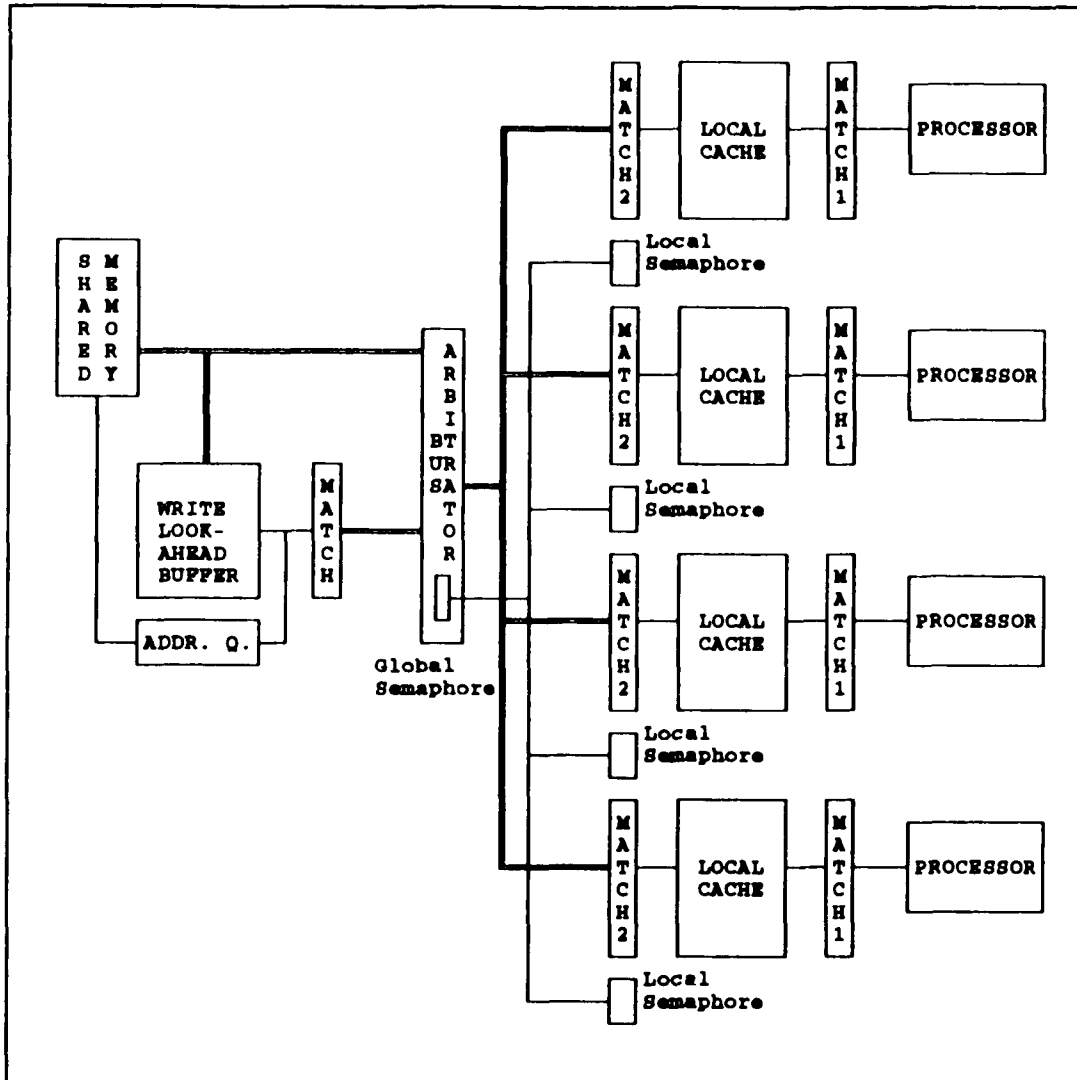 MATCH2
LOCAL
CACHE
MATCH1
PROCESSOR
Local
Semaphore
SHARED
MEMORY
MATCH2
LOCAL
CACHE
MATCH1
PROCESSOR
BUS
ARBITRATOR
WRITE
LOOK-
AHEAD
BUFFER
MATCH
Local
Semaphore
ADDR. Q.
Global
Semaphore
MATCH2
LOCAL
CACHE
MATCH1
PROCESSOR
Local
Semaphore
MATCH2
LOCAL
CACHE
MATCH1
PROCESSOR
Local
Semaphore